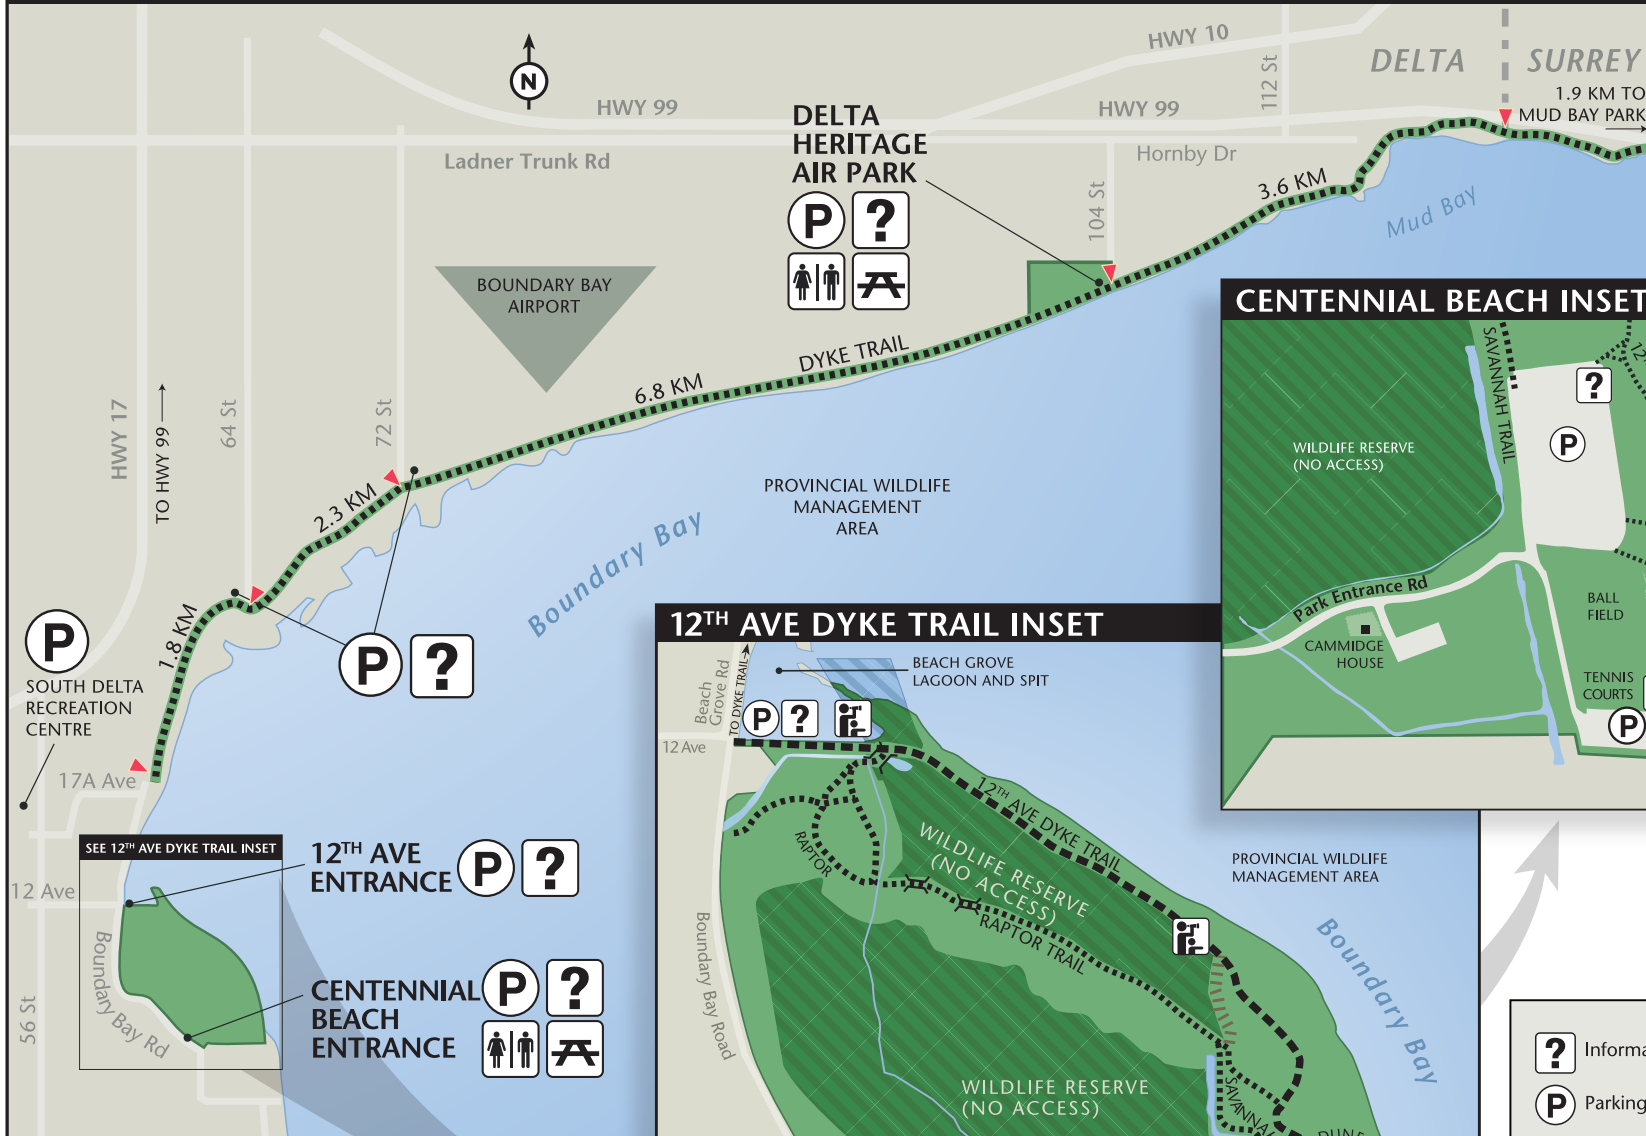 HWY 10
112 St
DELTA
SURREY
1.9 KM TO
MUD BAY PARK
N
HWY 99
HWY 99
Ladner Trunk Rd
Hornby Dr
DELTA
HERITAGE
AIR PARK
P ?
104 St
3.6 KM
Mud Bay
BOUNDARY BAY
AIRPORT
DYKE TRAIL
6.8 KM
HWY 17
TO HWY 99
64 St
72 St
2.3 KM
1.8 KM
PROVINCIAL WILDLIFE
MANAGEMENT
AREA
Boundary Bay
P ?
P
SOUTH DELTA
RECREATION
CENTRE
17A Ave
SEE 12TH AVE DYKE TRAIL INSET
12 Ave
12TH AVE
ENTRANCE
P ?
Boundary Bay Rd
56 St
CENTENNIAL
BEACH
ENTRANCE
P ?
CENTENNIAL BEACH INSET
SAVANNAH TRAIL
12
?
P
WILDLIFE RESERVE
(NO ACCESS)
Park Entrance Rd
CAMMIDGE
HOUSE
BALL
FIELD
TENNIS
COURTS
P
12TH AVE DYKE TRAIL INSET
Beach
Grove Rd
TO DYKE TRAIL
BEACH GROVE
LAGOON AND SPIT
P ?
12 Ave
12TH AVE DYKE TRAIL
RAPTOR
WILDLIFE RESERVE
(NO ACCESS)
RAPTOR TRAIL
Boundary Bay Road
PROVINCIAL WILDLIFE
MANAGEMENT AREA
Boundary Bay
WILDLIFE RESERVE
(NO ACCESS)
SAVANNA
DUNE
? Informa
P Parking